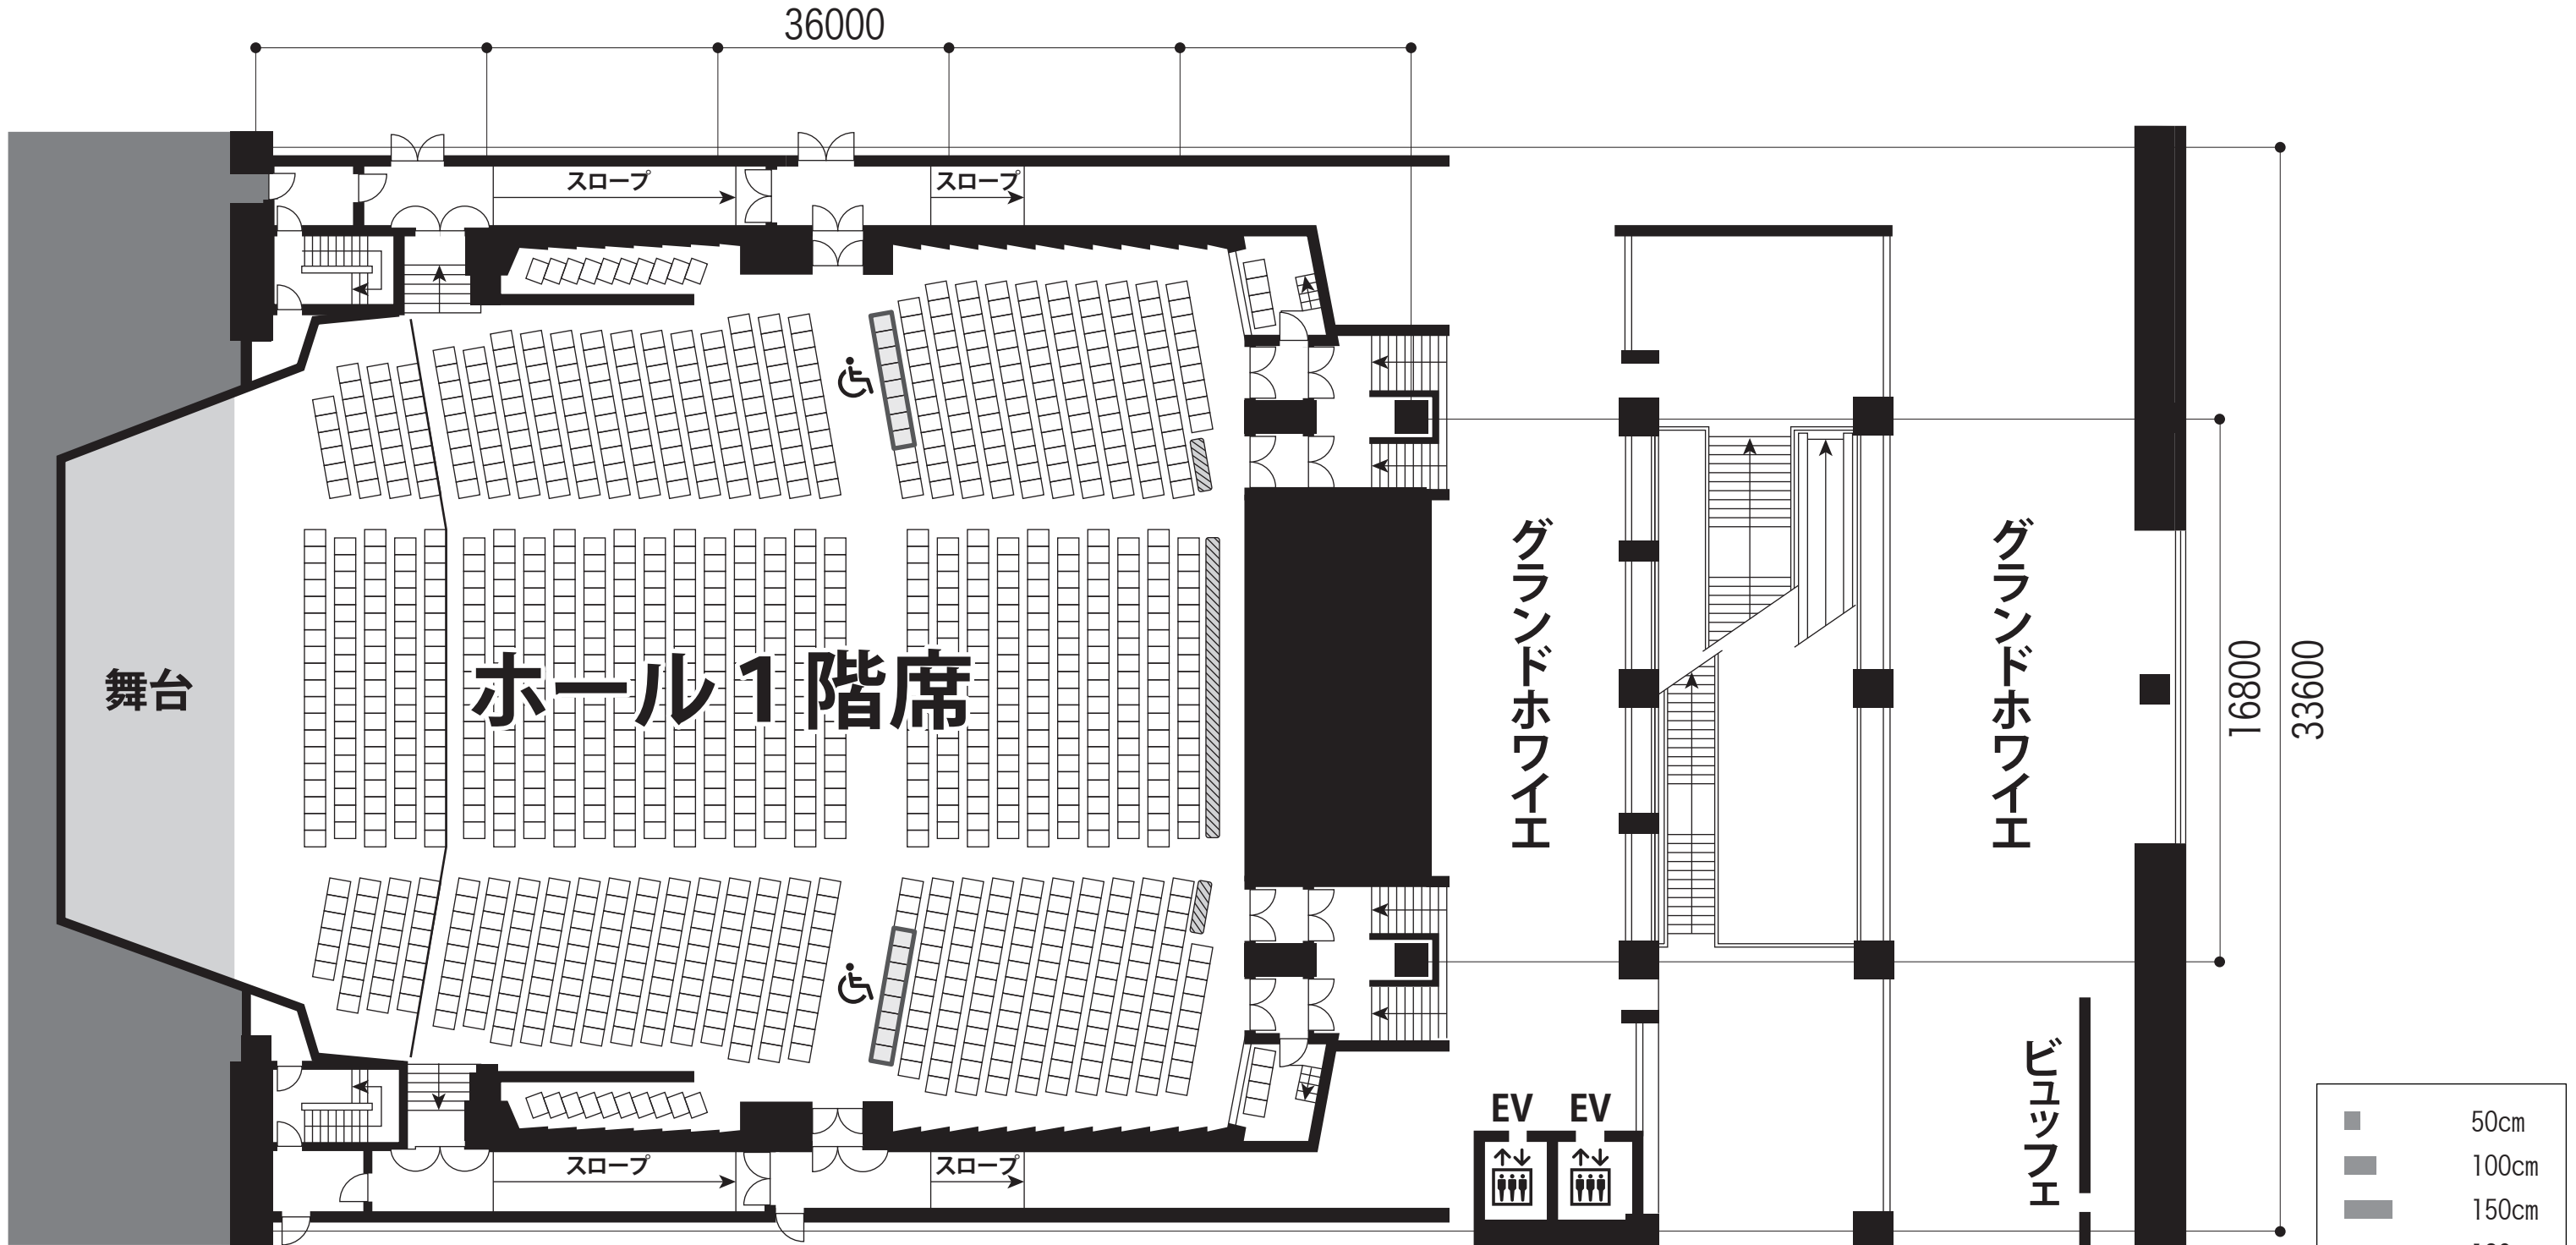 36000
スロープ
スロープ
グランドホワイエ
グランドホワイエ
舞台
ホール1階席
16800
33600
ビュッフェ
EV
EV
スロープ
スロープ
50cm
100cm
150cm